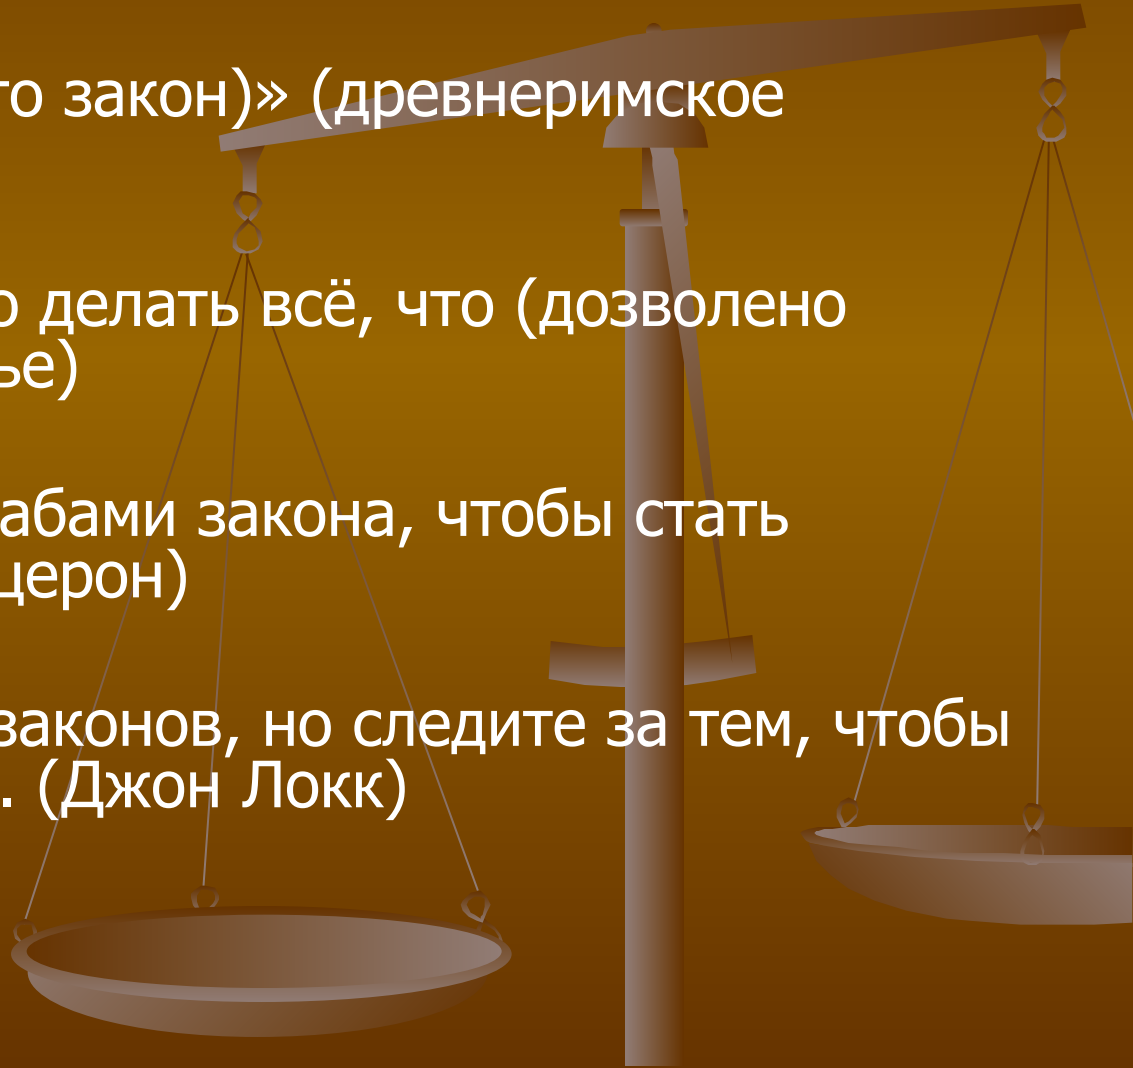 то закон)» (древнеримское
о делать всё, что (дозволено
ье)
абами закона, чтобы стать
церон)
законов, но следите за тем, чтобы
. (Джон Локк)